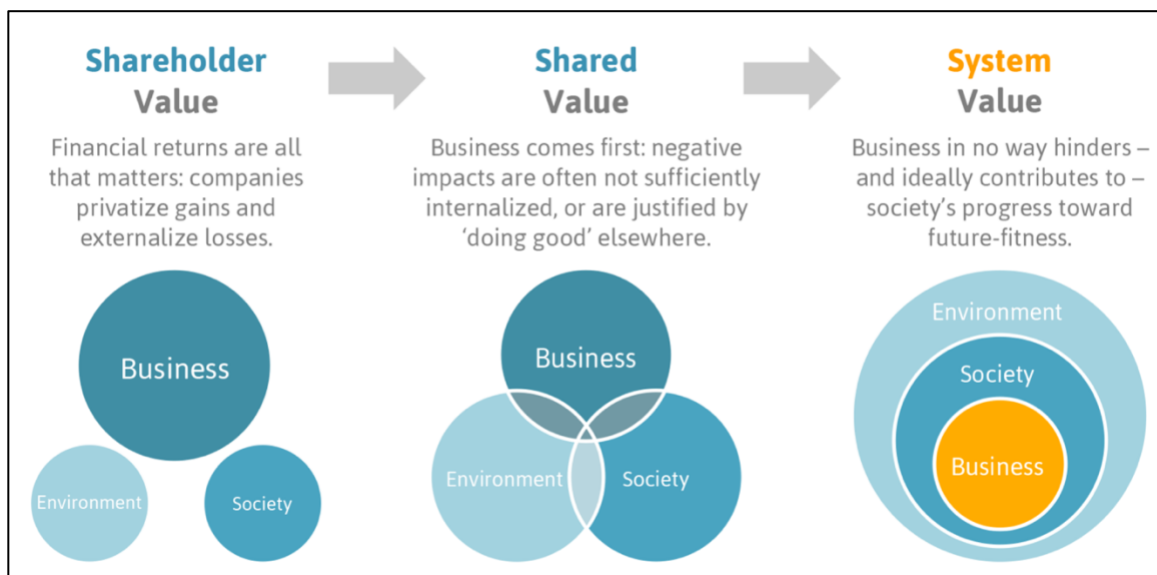 Shareholder
Value
Financial returns are all
that matters: companies
privatize gains and
externalize losses.
Business
Environment
Society
Shared
Value
Business comes first: negative
impacts are often not sufficiently
internalized, or are justified by
‘doing good’ elsewhere.
Business
Environment
Society
System
Value
Business in no way hinders –
and ideally contributes to –
society’s progress toward
future-fitness.
Environment
Society
Business